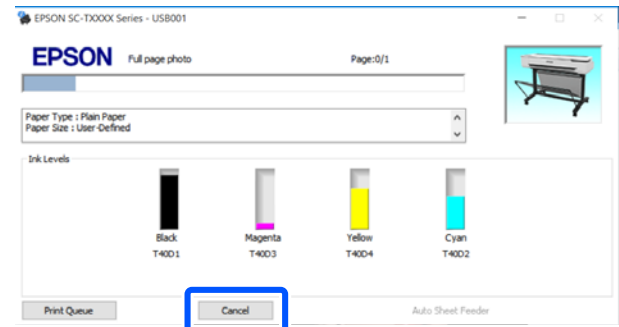 EPSON SC-TXXXX Series - USB001
EPSON Full page photo Page:0/1
Paper Type : Plain Paper
Paper Size : User-Defined
Ink Levels
Black Magenta Yellow Cyan
T40D1 T40D3 T40D4 T40D2
Print Queue Cancel Auto Sheet Feeder